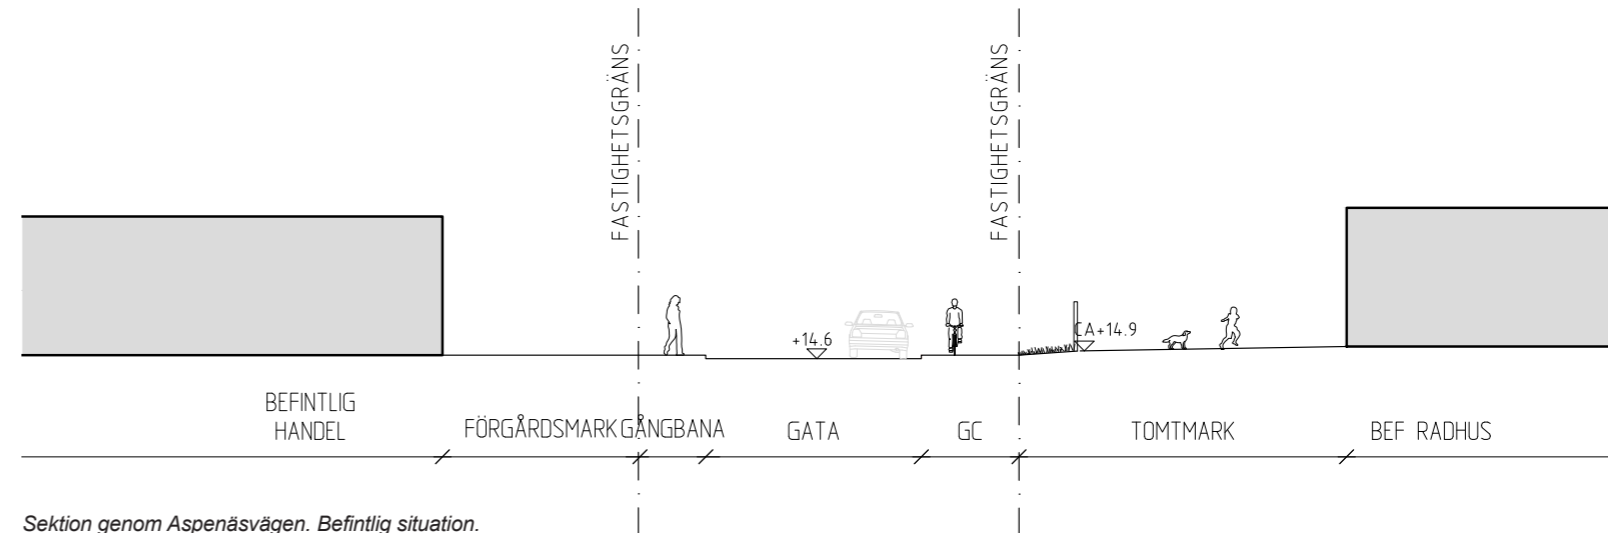 FASTIGHETSGRÄNS
FASTIGHETSGRÄNS
+14.6
CA+14.9
BEFINTLIG
HANDEL
FÖRGÅRDSMARK
GÅNGBANA
GATA
GC
TOMTMARK
BEF RADHUS
Sektion genom Aspenäsvägen. Befintlig situation.